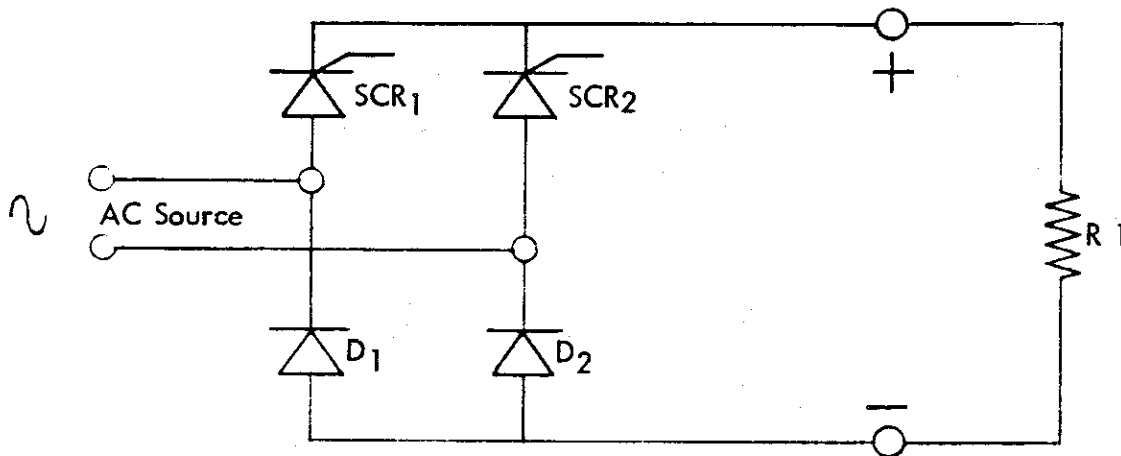 +
SCR1
SCR2
~
AC Source
R 1
D1
D2
−